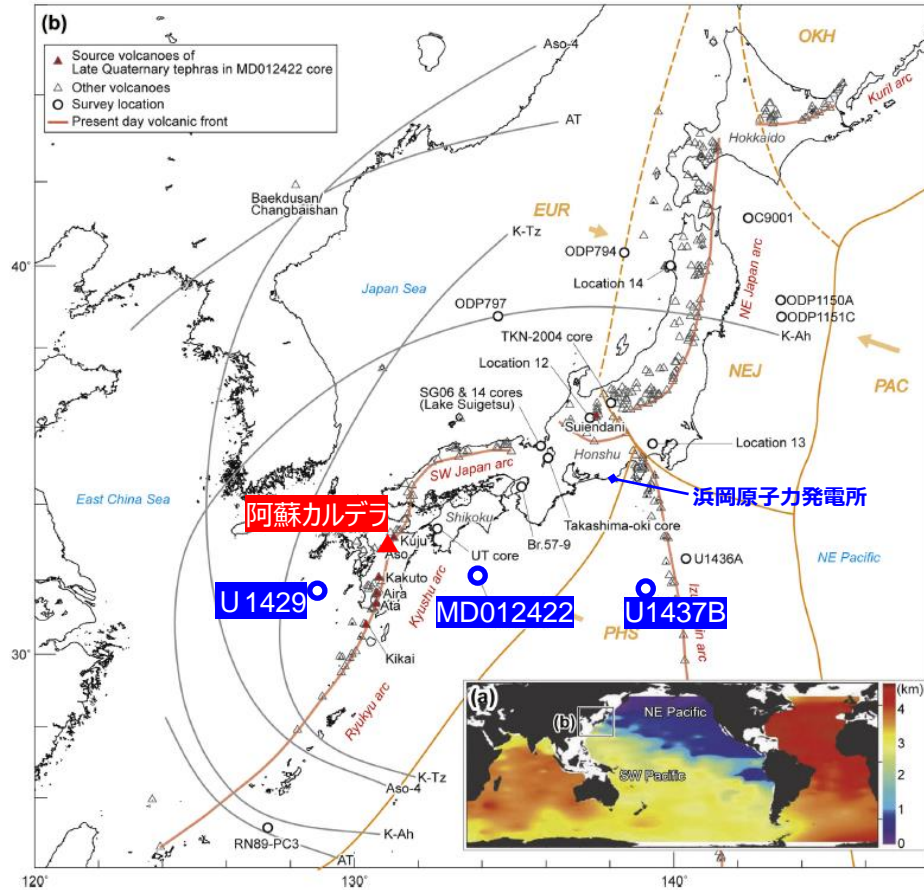 (b)
Source volcanoes of
Late Quaternary tephras in MD012422 core
Other volcanoes
Survey location
Present day volcanic front
Aso-4
OKH
Kuril arc
AT
Hokkaido
Baekdusan/
Changbaishan
EUR
C9001
K-Tz
ODP794
40
Location 14
NE Japan arc
Japan Sea
ODP797
ODP1150A
ODP1151C
TKN-2004 core
K-Ah
Location 12
NEJ
PAC
SG06 & 14 cores
(Lake Suigetsu)
Suiendani
Location 13
Honshu
SW Japan arc
East China Sea
浜岡原子力発電所
阿蘇カルデラ
Shikoku
Takashima-oki core
Kuju
Br.57-9
Aso
UT core
U1436A
NE Pacific
Kakuto
U1429
Aira
Kyushu arc
MD012422
U1437B
Ata
PHS
30
Kikai
Ryukyu arc
(a)
(km)
(b)
NE Pacific
4
3
SW Pacific
2
1
0
K-Tz
Aso-4
K-Ah
RN89-PC3
AT
120
130
140